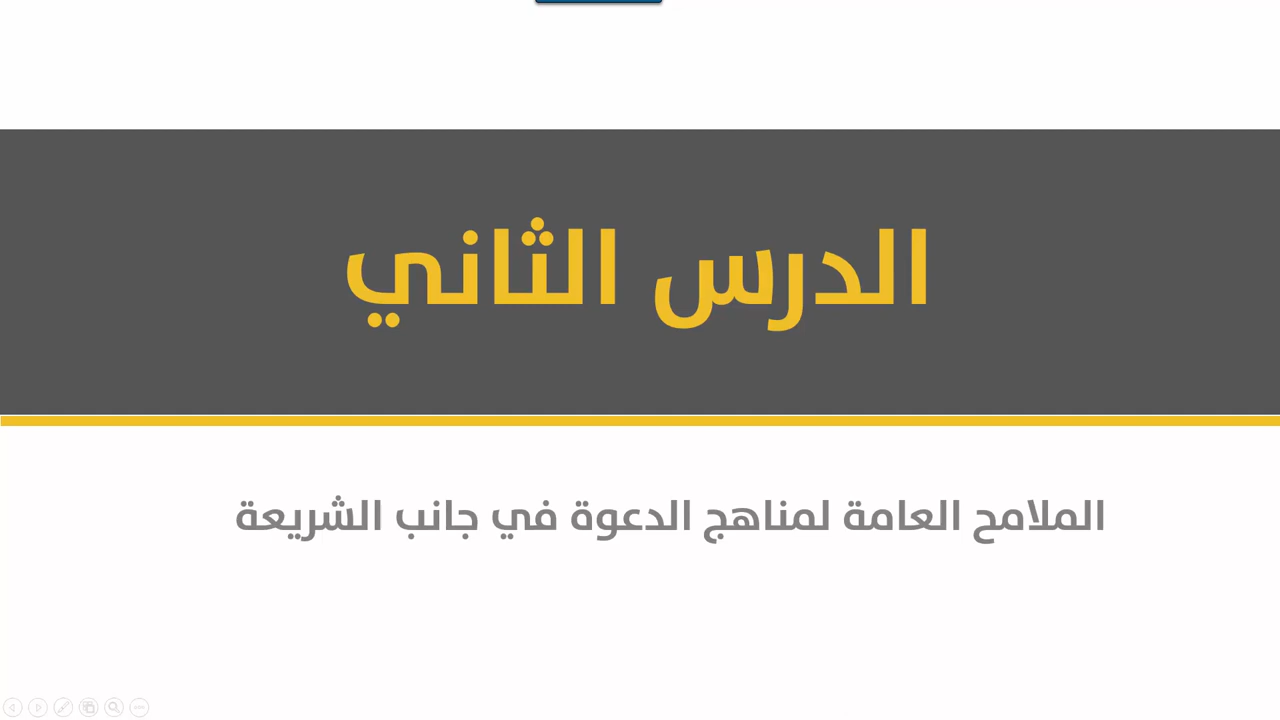 الدرس الثاني
الملامح العامة لمناهج الدعوة في جانب الشريعة